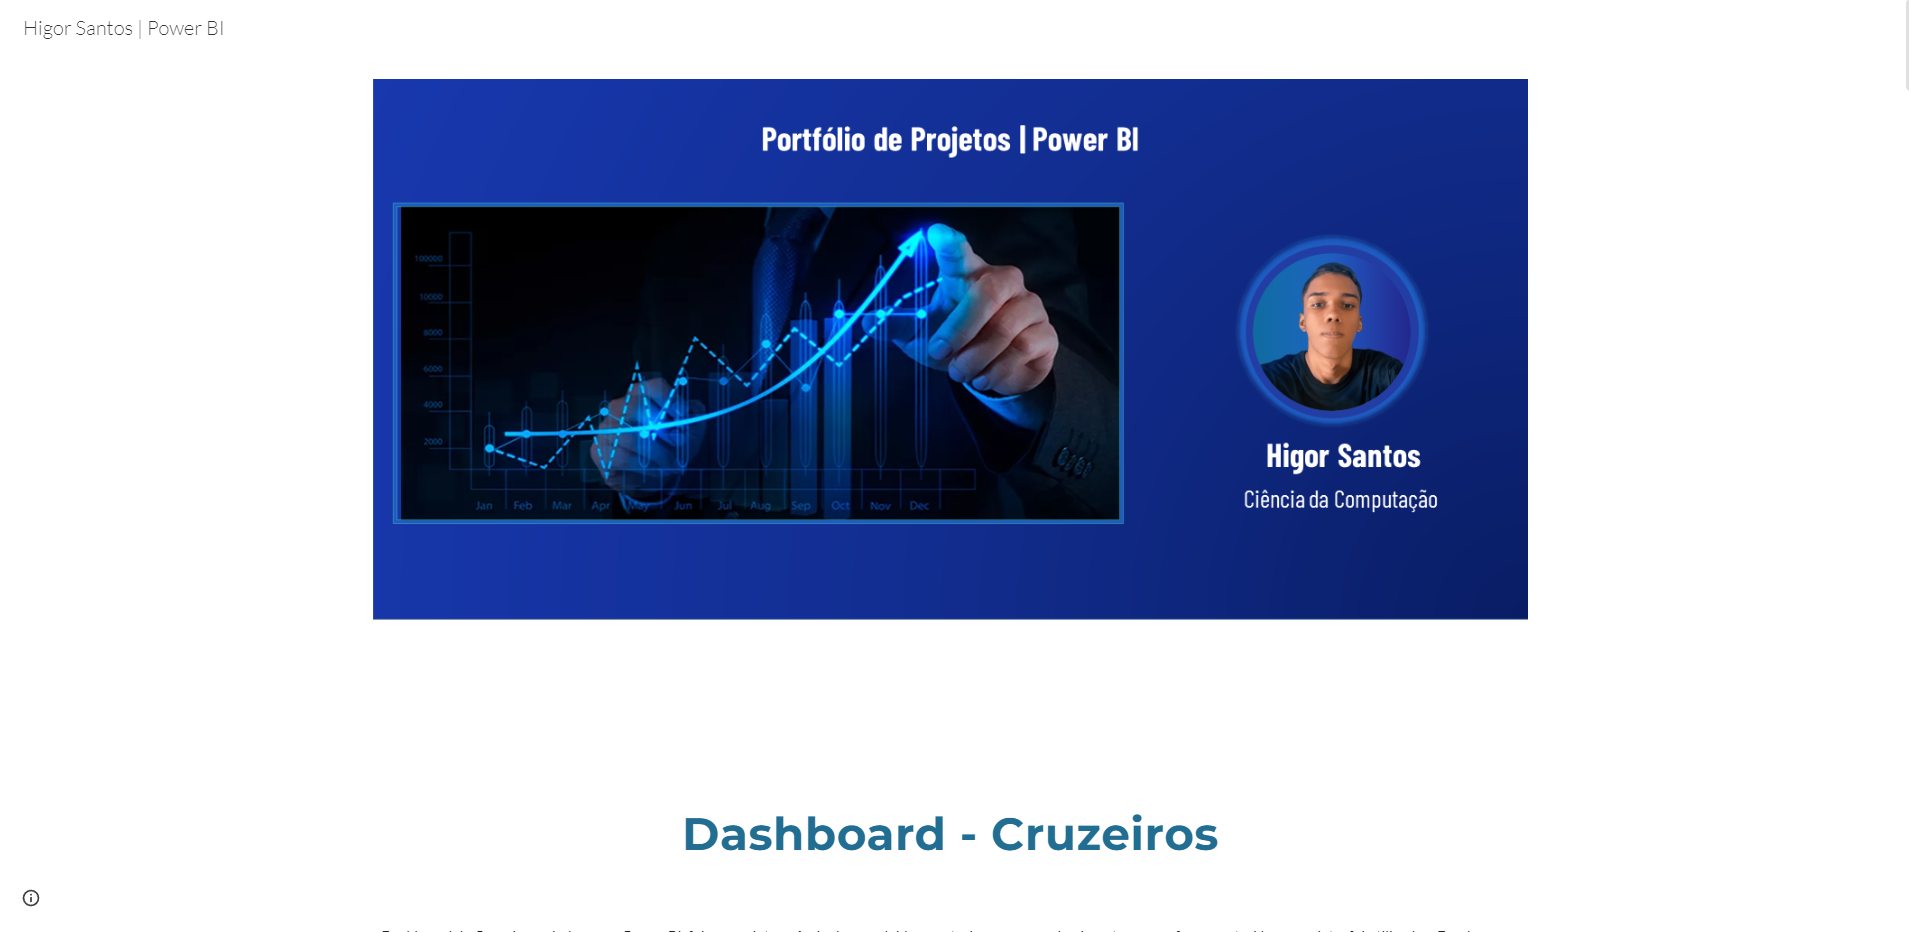 Higor Santos | Power BI
Portfólio de Projetos | Power BI
100000
10000
8000
6000
4000
2000
Jan Feb Mar Apr May Jun Jul Aug Sep Oct Nov Dec
Higor Santos
Ciência da Computação
Dashboard - Cruzeiros